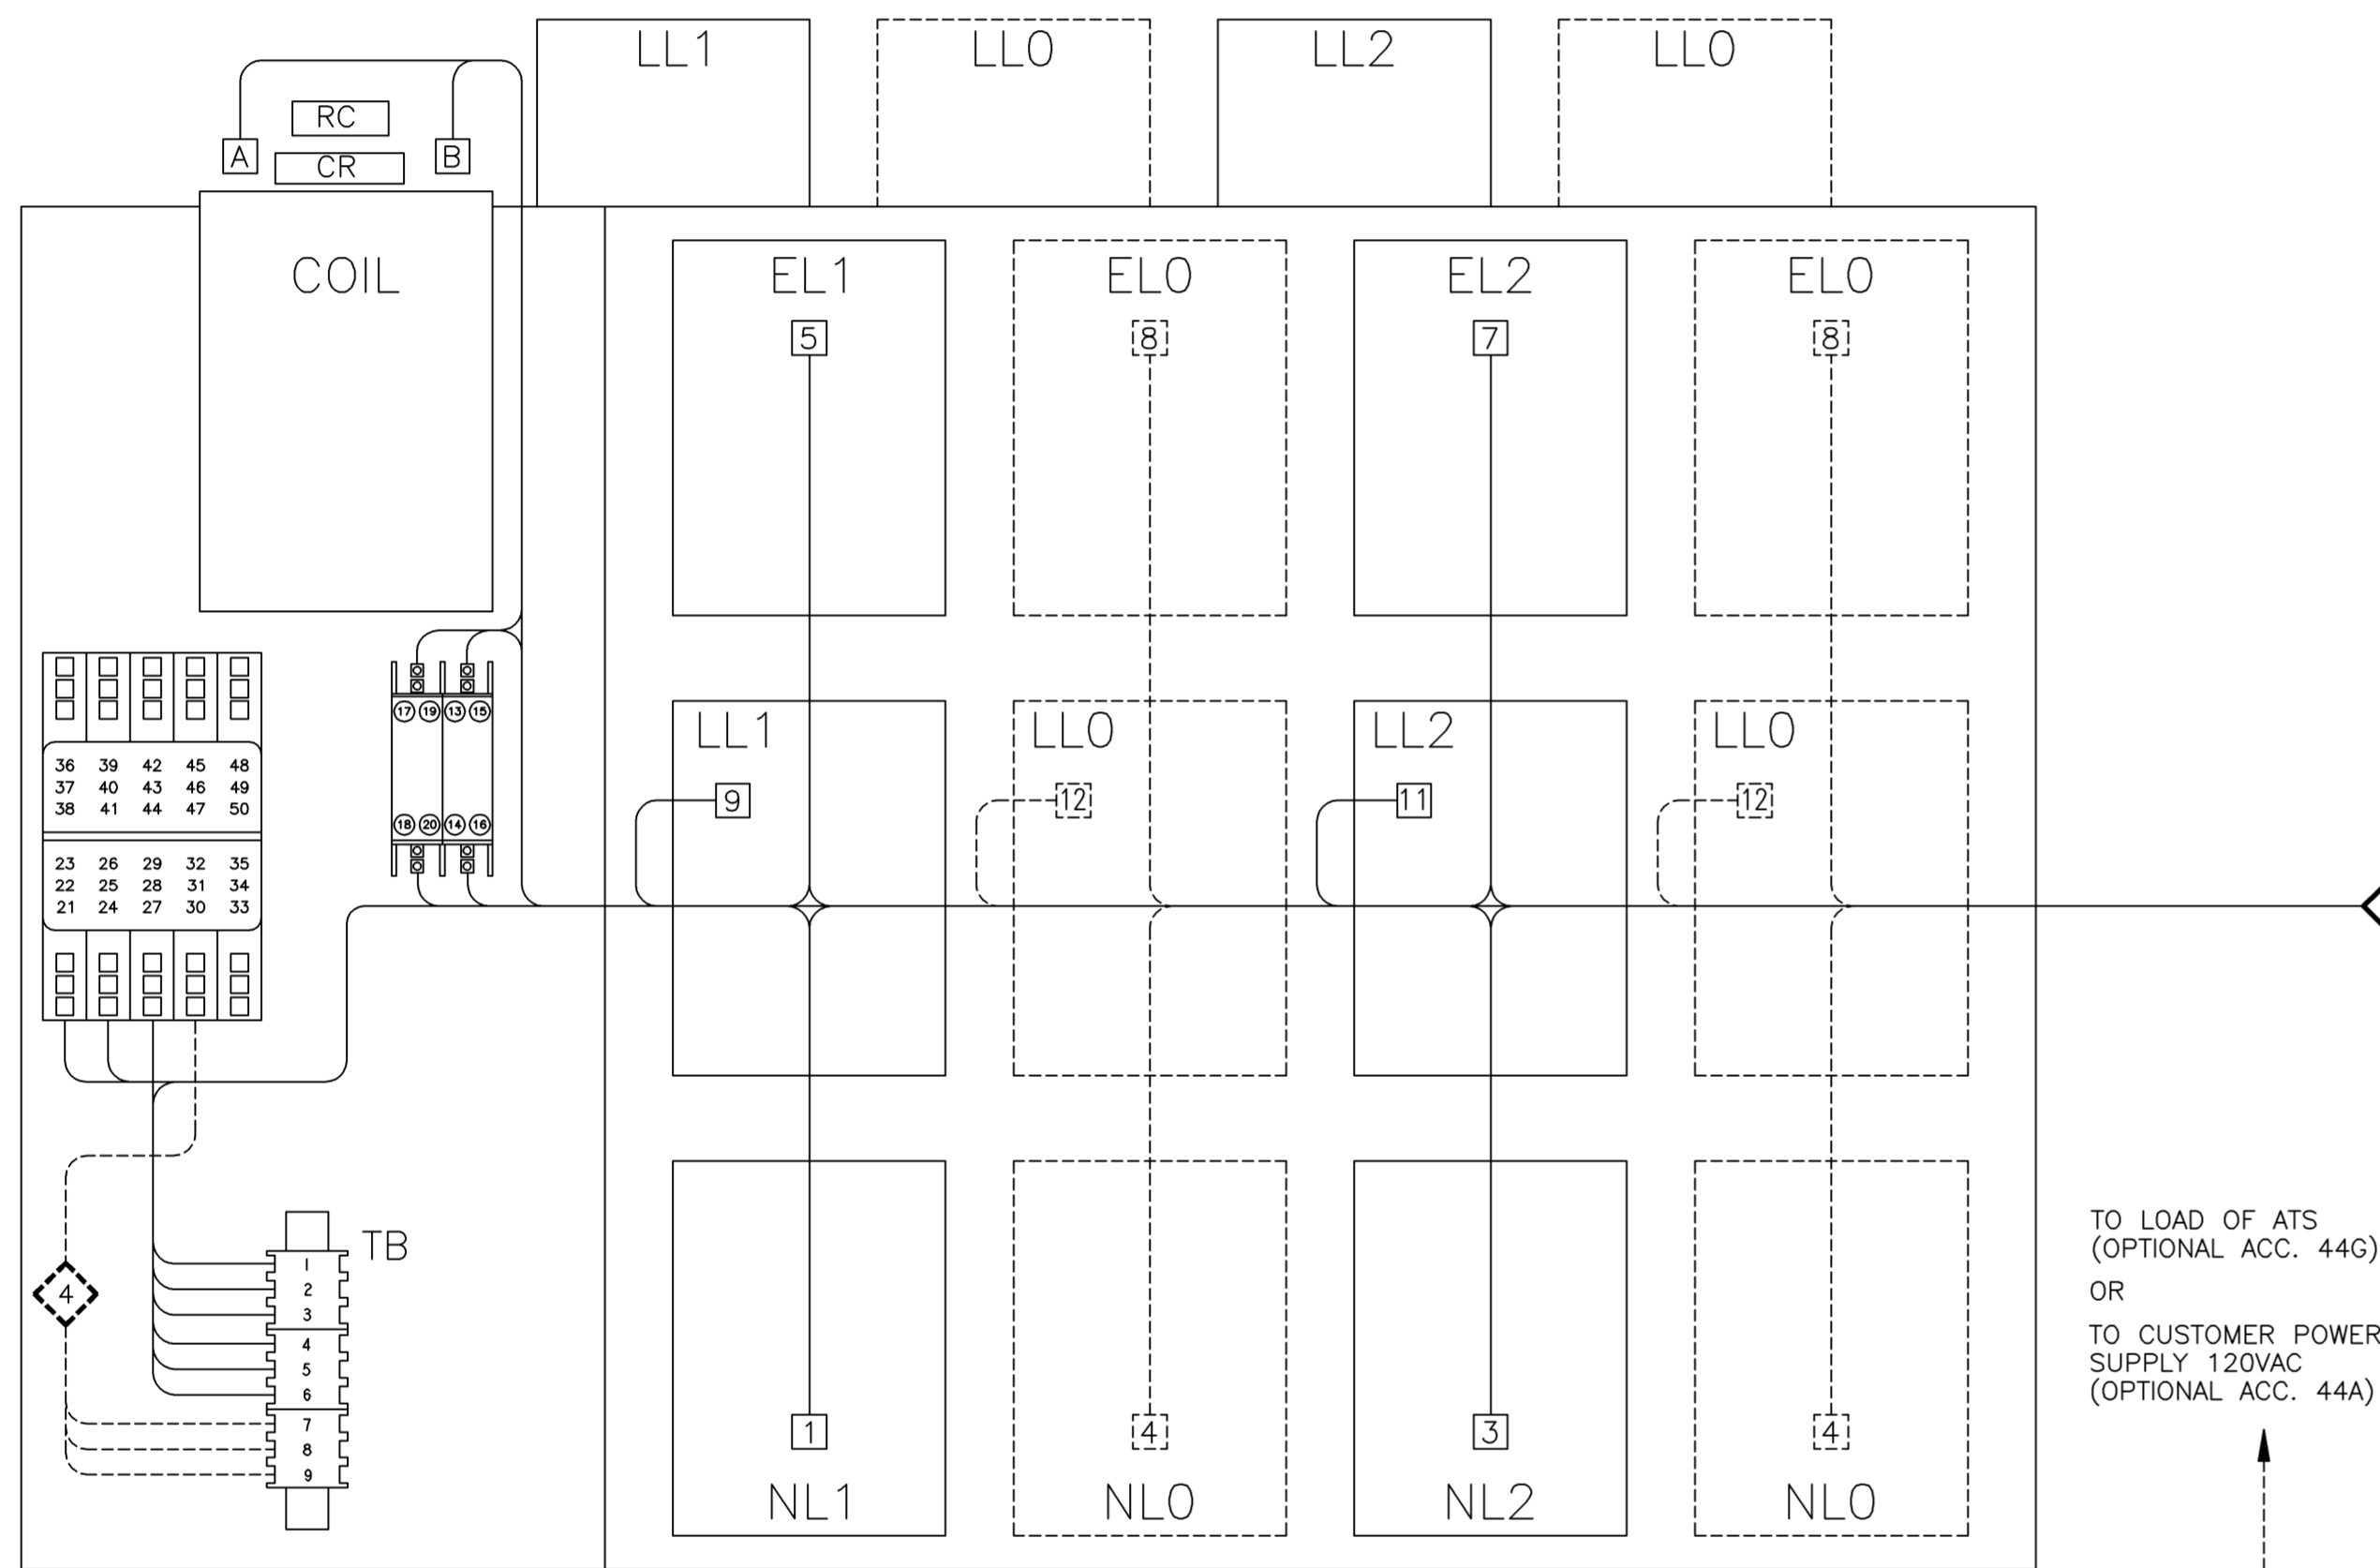 LL1 LL0 LL2 LL0
RC
A CR B
COIL EL1 EL0 EL2 EL0
5 8 7 8
17 19 13 15
LL1 LL0 LL2 LL0
36 39 42 45 48
37 40 43 46 49
38 41 44 47 50
9 12 11 12
18 20 14 16
23 26 29 32 35
22 25 28 31 34
21 24 27 30 33
TB
1
2
3
4
5
6
7
8
9
4
1 4 3 4
NL1 NL0 NL2 NL0
TO LOAD OF ATS
(OPTIONAL ACC. 44G)
OR
TO CUSTOMER POWER
SUPPLY 120VAC
(OPTIONAL ACC. 44A)